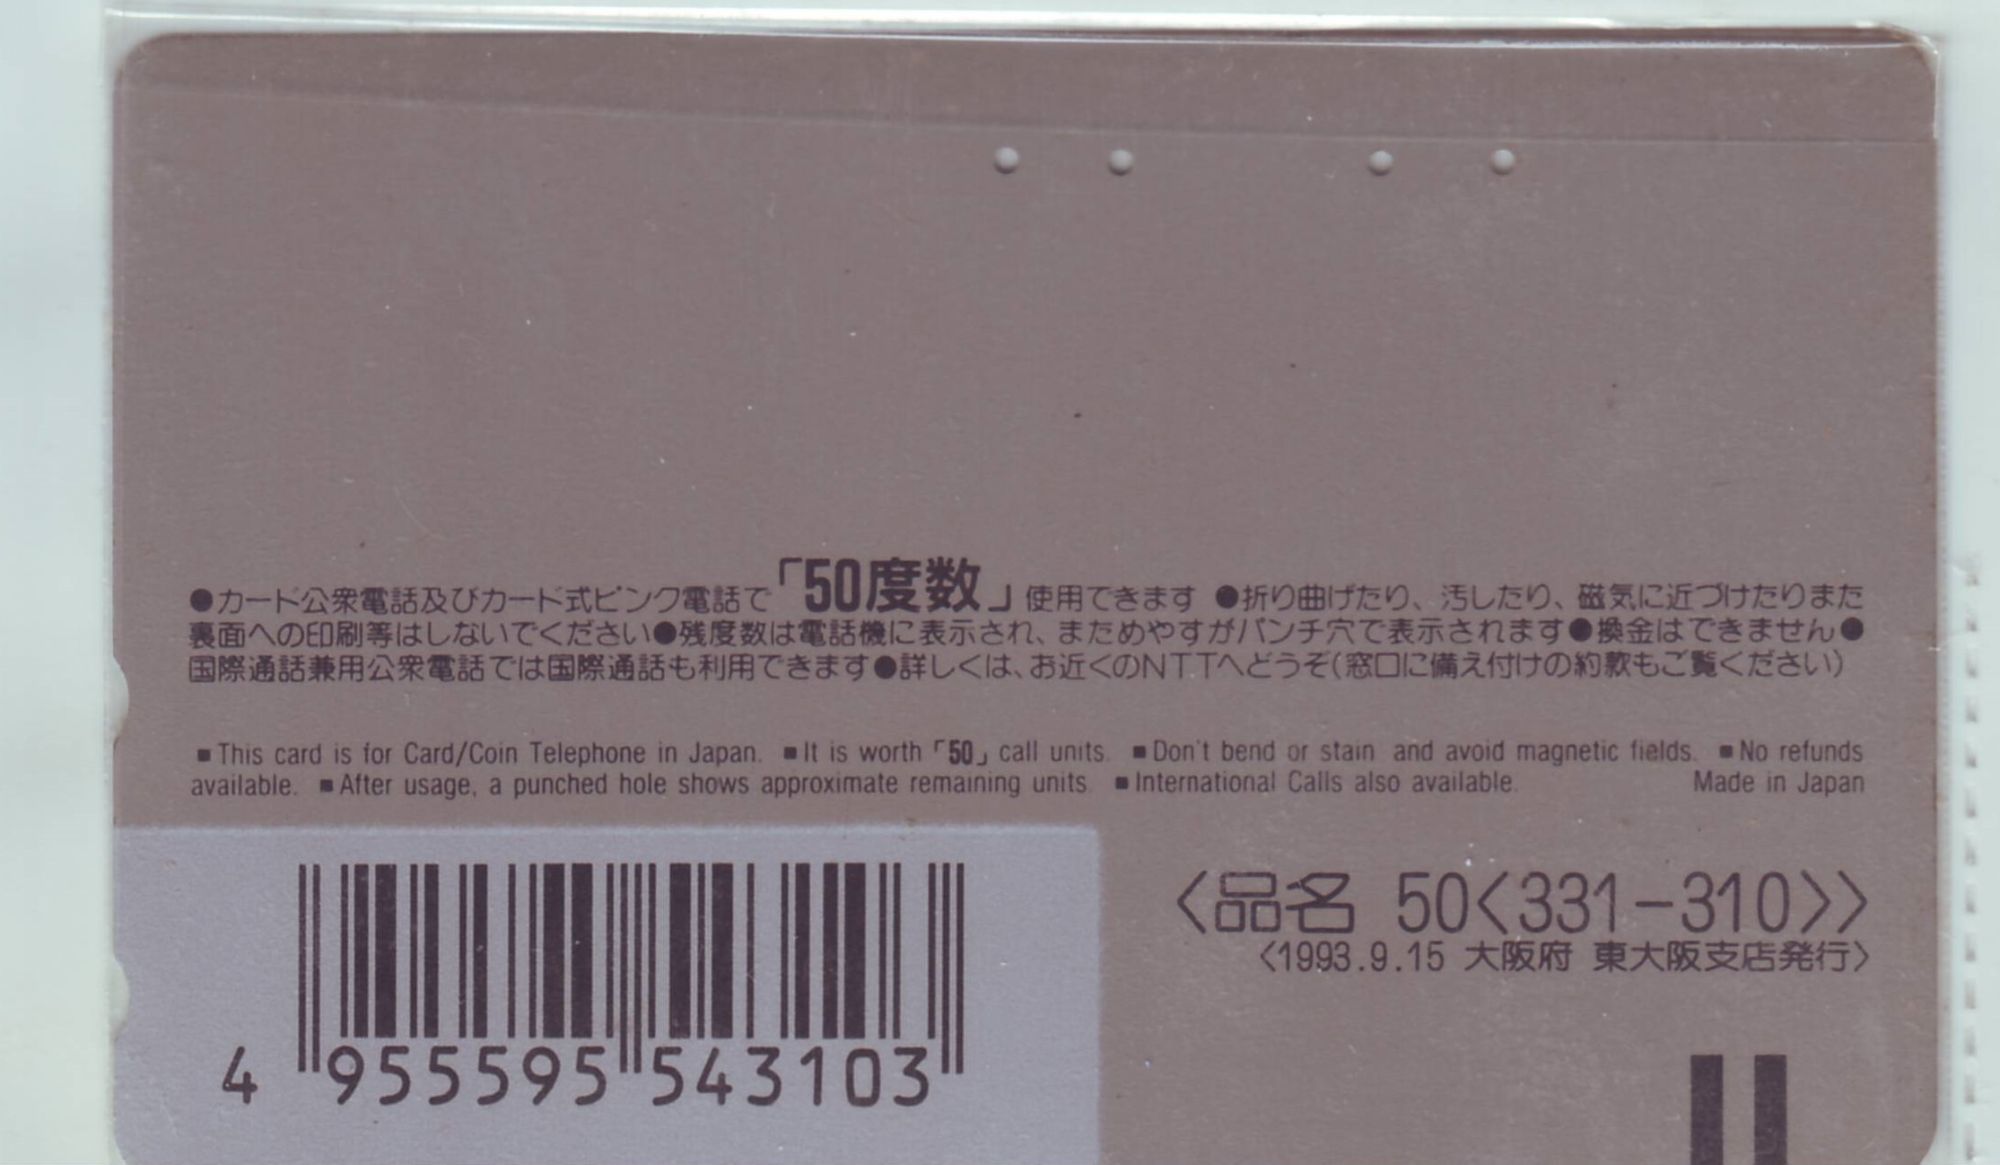 ●カード公衆電話及びカード式ピンク電話で「50度数」使用できます ●折り曲げたり、汚したり、磁気に近づけたりまた
裏面への印刷等はしないでください●残度数は電話機に表示され、まためやすがパンチ穴で表示されます●換金はできません●
国際通話兼用公衆電話では国際通話も利用できます●詳しくは、お近くのNTTへどうぞ(窓口に備え付けの約款もご覧ください)
■This card is for Card/Coin Telephone in Japan. ■It is worth「50」call units. ■Don't bend or stain and avoid magnetic fields. ■No refunds
available. ■After usage, a punched hole shows approximate remaining units. ■International Calls also available. Made in Japan
<品名 50<331-310>>
<1993.9.15 大阪府 東大阪支店発行>
4 955595 543103